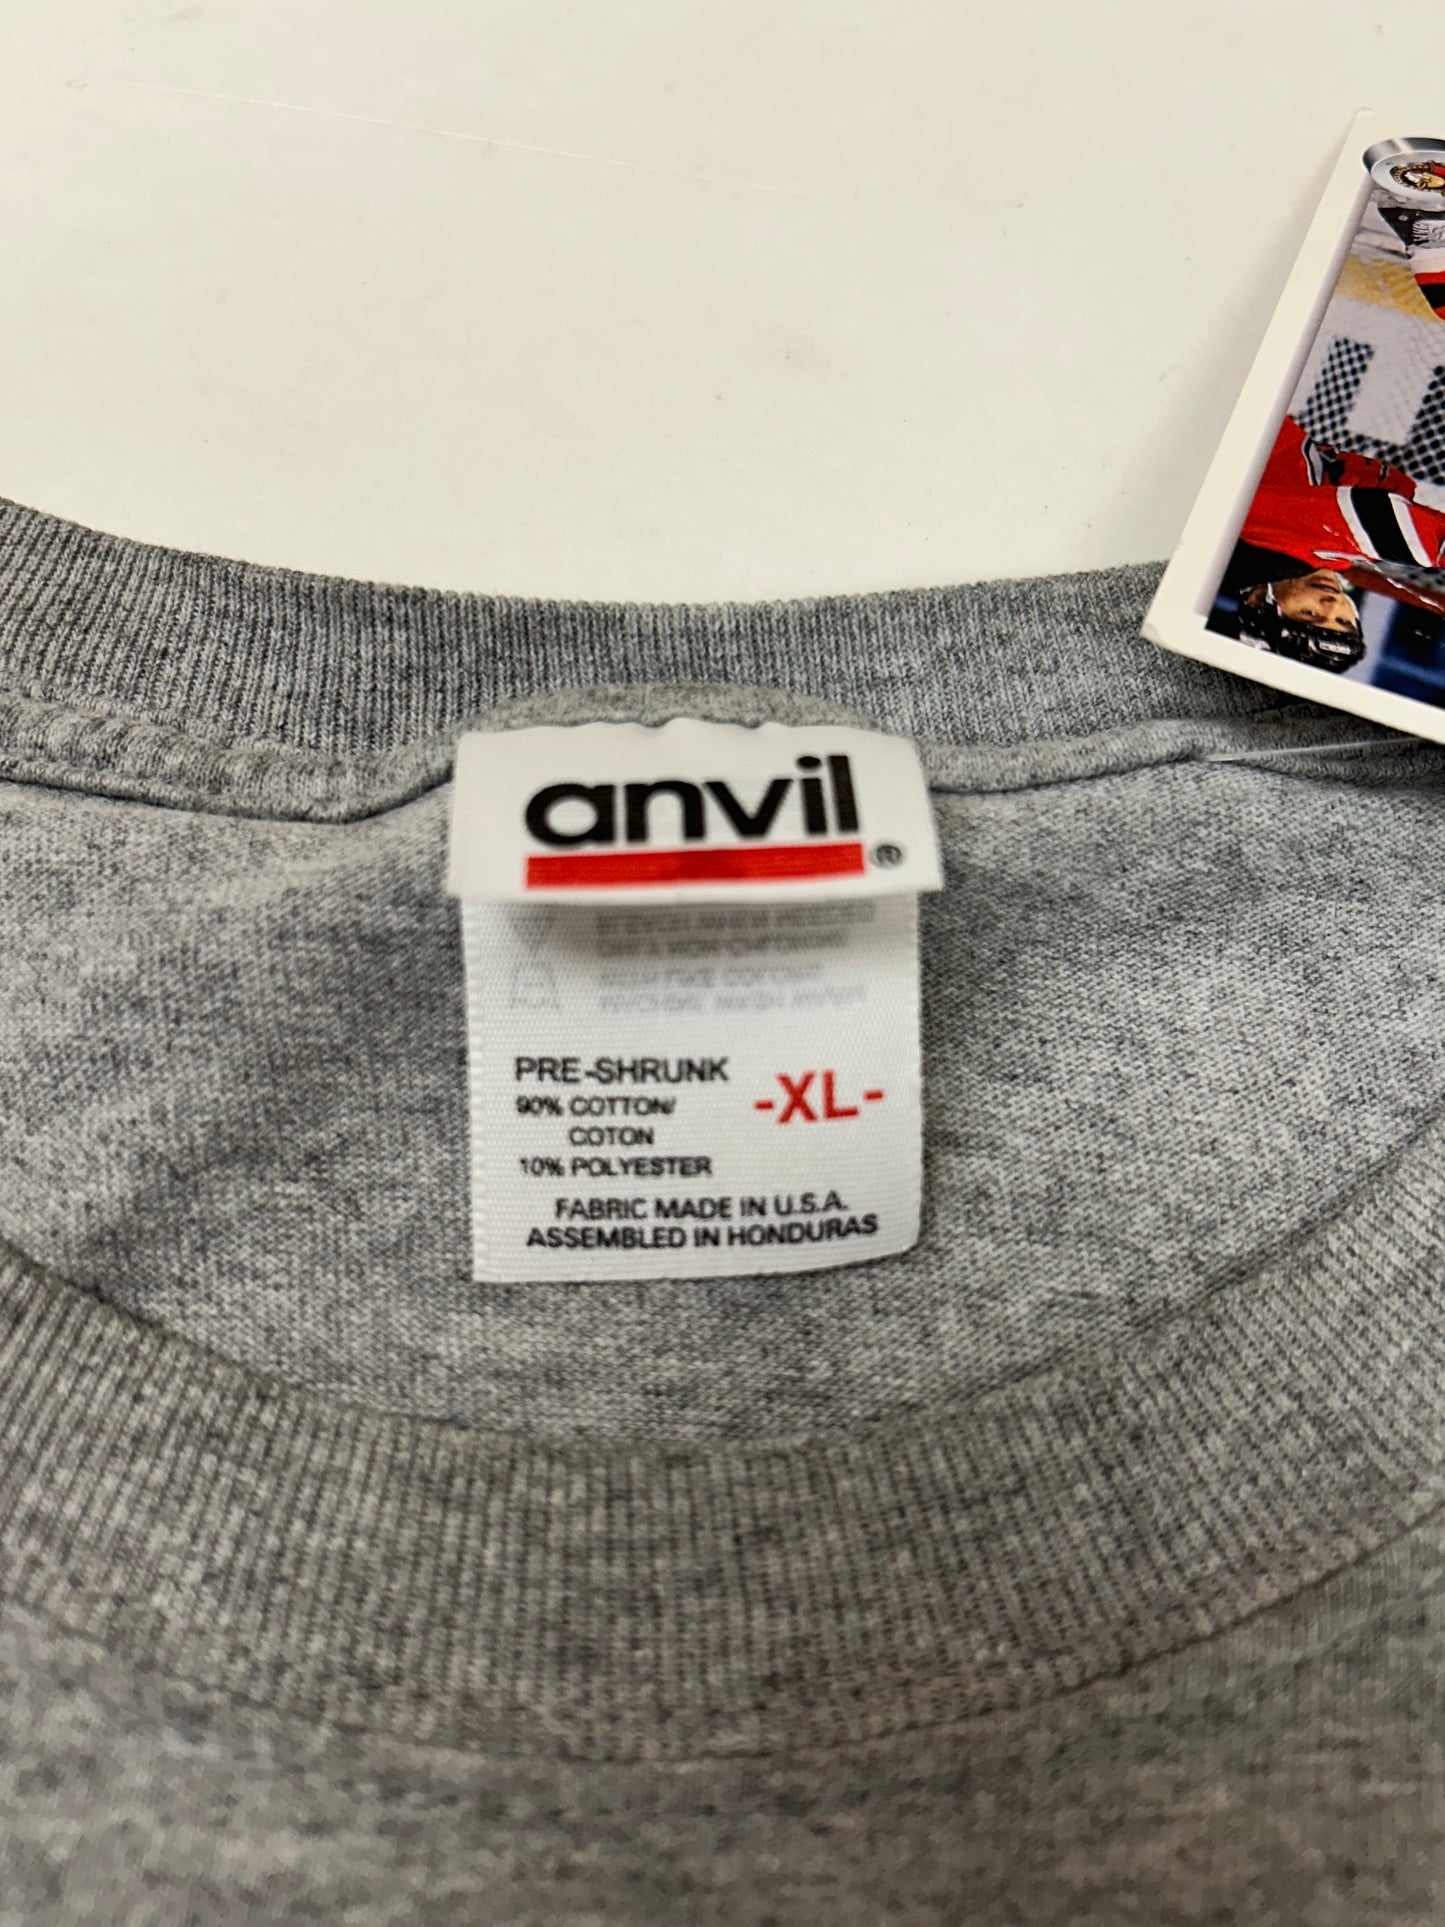 anvil®
PRE-SHRUNK
-XL-
90% COTTON/
COTON
10% POLYESTER
FABRIC MADE IN U.S.A.
ASSEMBLED IN HONDURAS